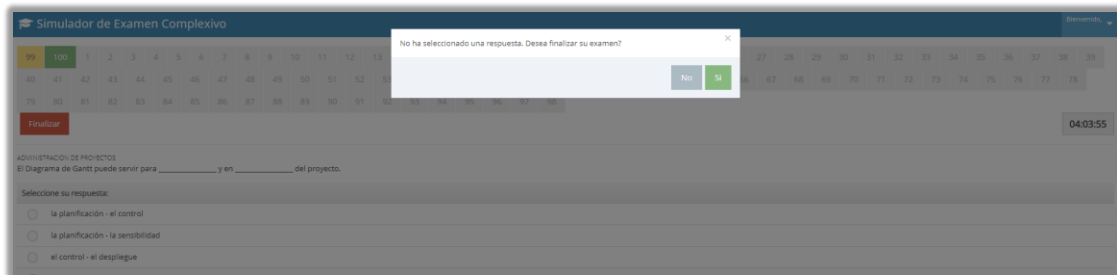 Simulador de Examen Complexivo
Bienvenido,
No ha seleccionado una respuesta. Desea finalizar su examen?
No Si
99 100 1 2 3 4 5 6 7 8 9 10 11 12 13 27 28 29 30 31 32 33 34 35 36 37 38 39
40 41 42 43 44 45 46 47 48 49 50 51 52 53 66 67 68 69 70 71 72 73 74 75 76 77 78
79 80 81 82 83 84 85 86 87 88 89 90 91 92 93 94 95 96 97 98
Finalizar
04:03:55
ADMINISTRACIÓN DE PROYECTOS
El Diagrama de Gantt puede servir para ______________ y en ______________ del proyecto.
Seleccione su respuesta:
la planificación - el control
la planificación - la sensibilidad
el control - el despliegue